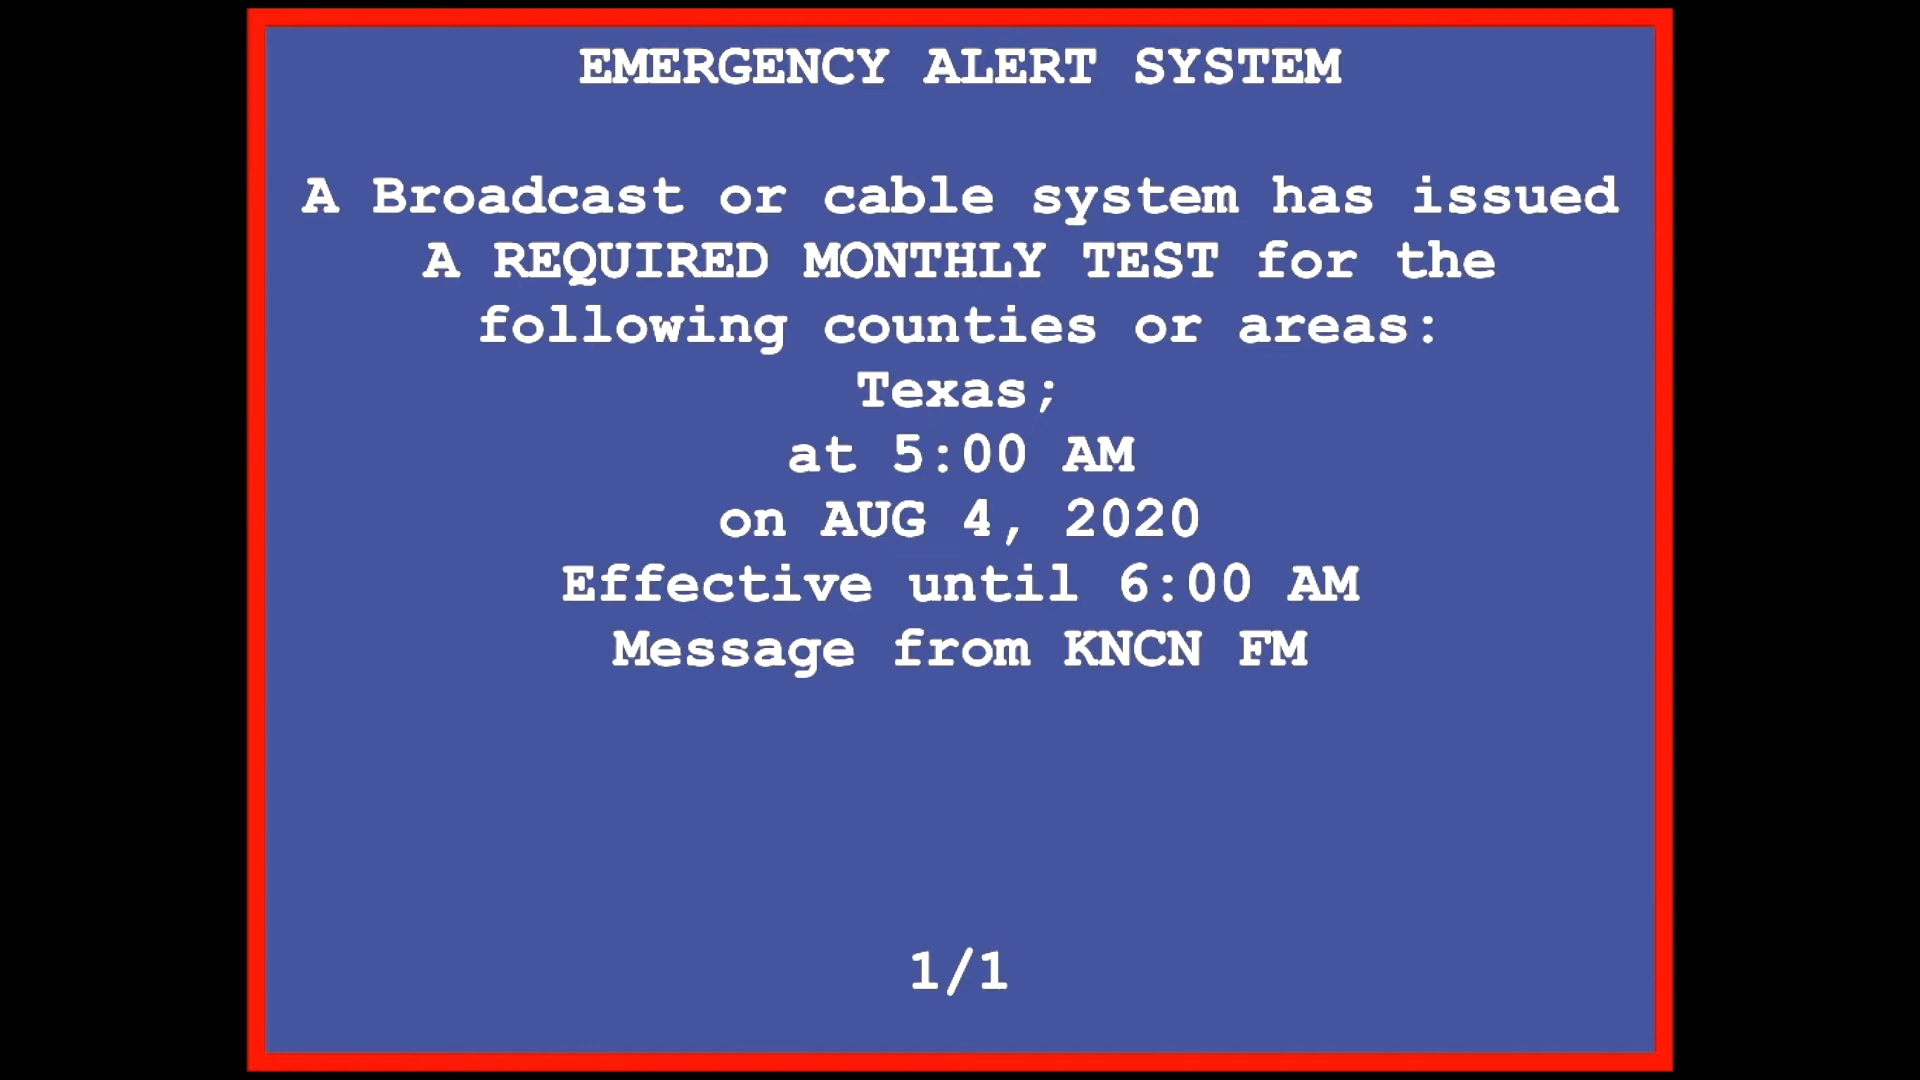 EMERGENCY ALERT SYSTEM
A Broadcast or cable system has issued
A REQUIRED MONTHLY TEST for the
following counties or areas:
Texas;
at 5:00 AM
on AUG 4, 2020
Effective until 6:00 AM
Message from KNCN FM
1/1